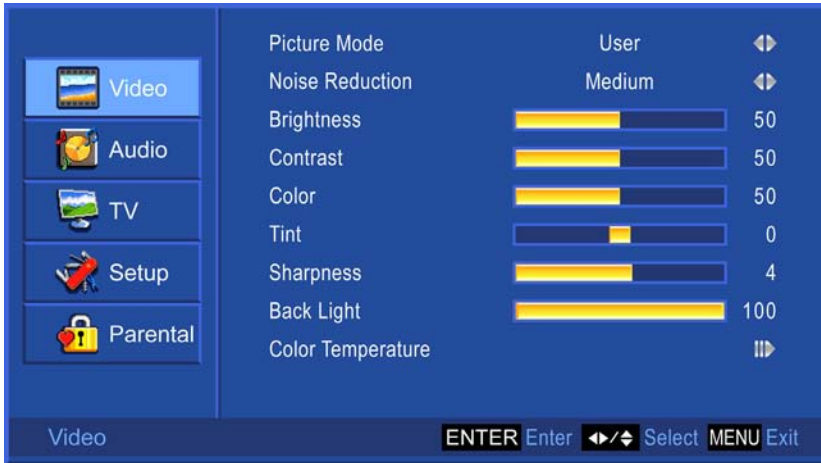 Video
Audio
TV
Setup
Parental
Picture Mode User
Noise Reduction Medium
Brightness 50
Contrast 50
Color 50
Tint 0
Sharpness 4
Back Light 100
Color Temperature
Video ENTER Enter / Select MENU Exit